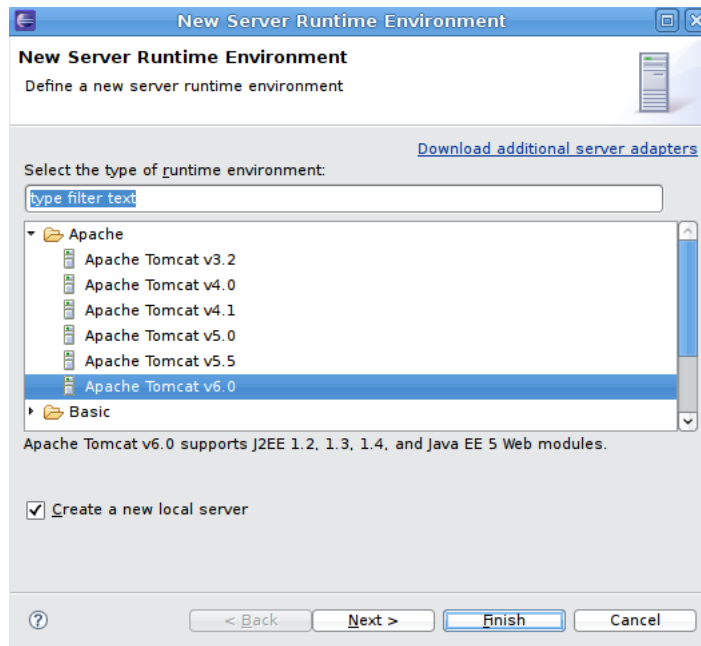 New Server Runtime Environment
New Server Runtime Environment
Define a new server runtime environment
Download additional server adapters
Select the type of runtime environment:
type filter text
Apache
Apache Tomcat v3.2
Apache Tomcat v4.0
Apache Tomcat v4.1
Apache Tomcat v5.0
Apache Tomcat v5.5
Apache Tomcat v6.0
Basic
Apache Tomcat v6.0 supports J2EE 1.2, 1.3, 1.4, and Java EE 5 Web modules.
Create a new local server
? < Back Next > Finish Cancel